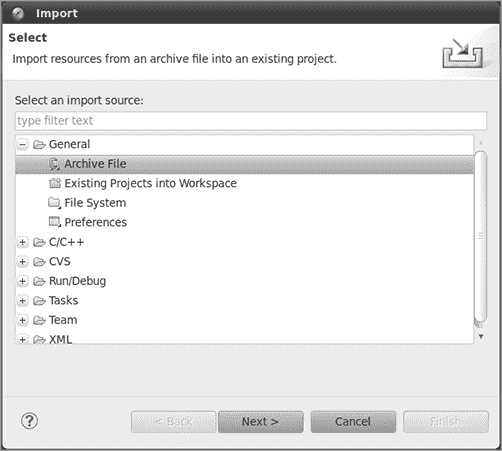 Import
Select
Import resources from an archive file into an existing project.
Select an import source:
type filter text
General
Archive File
Existing Projects into Workspace
File System
Preferences
C/C++
CVS
Run/Debug
Tasks
Team
XML
? < Back Next > Cancel Finish